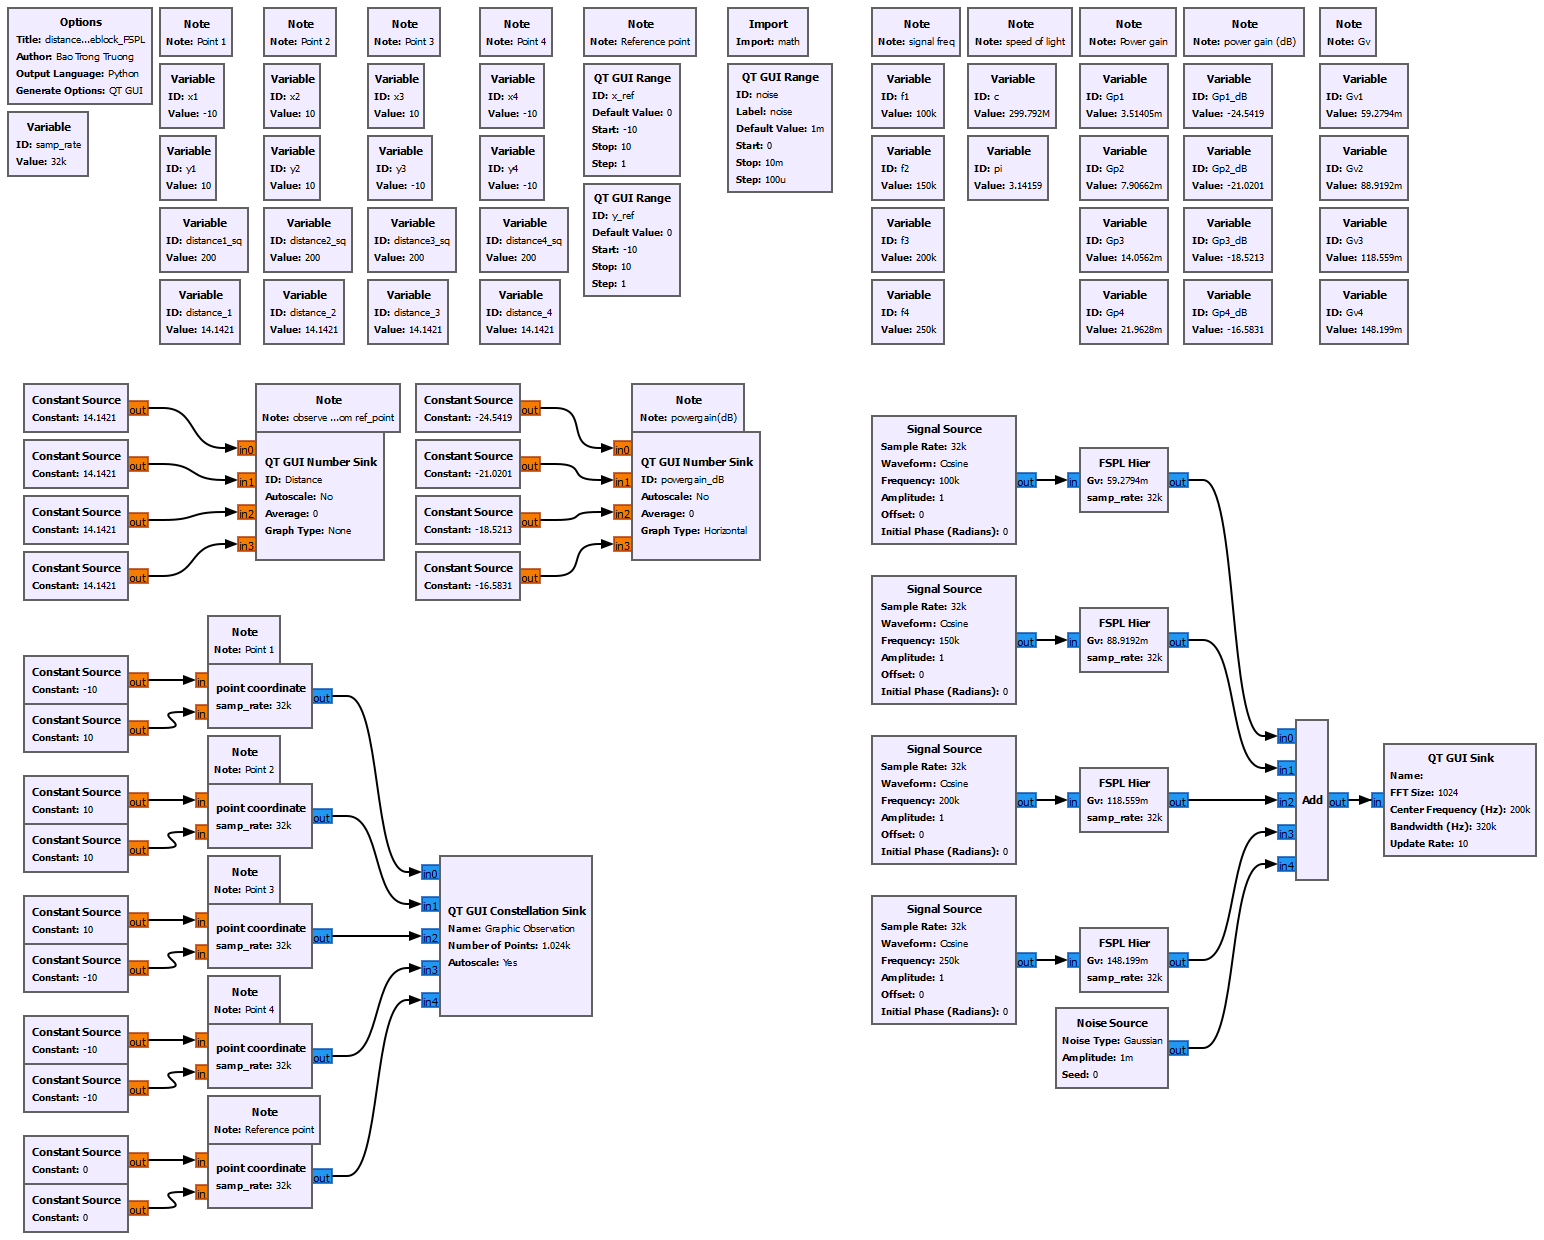 Options
Title: distance...eblock_FSPL
Author: Bao Trong Truong
Output Language: Python
Generate Options: QT GUI
Variable
ID: samp_rate
Value: 32k
Note
Note: Point 1
Variable
ID: x1
Value: -10
Variable
ID: y1
Value: 10
Variable
ID: distance1_sq
Value: 200
Variable
ID: distance_1
Value: 14.1421
Note
Note: Point 2
Variable
ID: x2
Value: 10
Variable
ID: y2
Value: 10
Variable
ID: distance2_sq
Value: 200
Variable
ID: distance_2
Value: 14.1421
Note
Note: Point 3
Variable
ID: x3
Value: 10
Variable
ID: y3
Value: -10
Variable
ID: distance3_sq
Value: 200
Variable
ID: distance_3
Value: 14.1421
Note
Note: Point 4
Variable
ID: x4
Value: -10
Variable
ID: y4
Value: -10
Variable
ID: distance4_sq
Value: 200
Variable
ID: distance_4
Value: 14.1421
Note
Note: Reference point
QT GUI Range
ID: x_ref
Default Value: 0
Start: -10
Stop: 10
Step: 1
QT GUI Range
ID: y_ref
Default Value: 0
Start: -10
Stop: 10
Step: 1
Import
Import: math
QT GUI Range
ID: noise
Label: noise
Default Value: 1m
Start: 0
Stop: 10m
Step: 100u
Note
Note: signal freq
Variable
ID: f1
Value: 100k
Variable
ID: f2
Value: 150k
Variable
ID: f3
Value: 200k
Variable
ID: f4
Value: 250k
Note
Note: speed of light
Variable
ID: c
Value: 299.792M
Variable
ID: pi
Value: 3.14159
Note
Note: Power gain
Variable
ID: Gp1
Value: 3.51405m
Variable
ID: Gp2
Value: 7.90662m
Variable
ID: Gp3
Value: 14.0562m
Variable
ID: Gp4
Value: 21.9628m
Note
Note: power gain (dB)
Variable
ID: Gp1_dB
Value: -24.5419
Variable
ID: Gp2_dB
Value: -21.0201
Variable
ID: Gp3_dB
Value: -18.5213
Variable
ID: Gp4_dB
Value: -16.5831
Note
Note: Gv
Variable
ID: Gv1
Value: 59.2794m
Variable
ID: Gv2
Value: 88.9192m
Variable
ID: Gv3
Value: 118.559m
Variable
ID: Gv4
Value: 148.199m
Constant Source
Constant: 14.1421
out
Constant Source
Constant: 14.1421
out
Constant Source
Constant: 14.1421
out
Constant Source
Constant: 14.1421
out
Note
Note: observe ...om ref_point
in0
in1
in2
in3
QT GUI Number Sink
ID: Distance
Autoscale: No
Average: 0
Graph Type: None
Constant Source
Constant: -24.5419
out
Constant Source
Constant: -21.0201
out
Constant Source
Constant: -18.5213
out
Constant Source
Constant: -16.5831
out
Note
Note: powergain(dB)
in0
in1
in2
in3
QT GUI Number Sink
ID: powergain_dB
Autoscale: No
Average: 0
Graph Type: Horizontal
Constant Source
Constant: -10
out
Constant Source
Constant: 10
out
Note
Note: Point 1
in
in
point coordinate
samp_rate: 32k
out
Constant Source
Constant: 10
out
Constant Source
Constant: 10
out
Note
Note: Point 2
in
in
point coordinate
samp_rate: 32k
out
Constant Source
Constant: 10
out
Constant Source
Constant: -10
out
Note
Note: Point 3
in
in
point coordinate
samp_rate: 32k
out
Constant Source
Constant: -10
out
Constant Source
Constant: -10
out
Note
Note: Point 4
in
in
point coordinate
samp_rate: 32k
out
Constant Source
Constant: 0
out
Constant Source
Constant: 0
out
Note
Note: Reference point
in
in
point coordinate
samp_rate: 32k
out
in0
in1
in2
in3
in4
QT GUI Constellation Sink
Name: Graphic Observation
Number of Points: 1.024k
Autoscale: Yes
Signal Source
Sample Rate: 32k
Waveform: Cosine
Frequency: 100k
Amplitude: 1
Offset: 0
Initial Phase (Radians): 0
out
in
FSPL Hier
Gv: 59.2794m
samp_rate: 32k
out
Signal Source
Sample Rate: 32k
Waveform: Cosine
Frequency: 150k
Amplitude: 1
Offset: 0
Initial Phase (Radians): 0
out
in
FSPL Hier
Gv: 88.9192m
samp_rate: 32k
out
Signal Source
Sample Rate: 32k
Waveform: Cosine
Frequency: 200k
Amplitude: 1
Offset: 0
Initial Phase (Radians): 0
out
in
FSPL Hier
Gv: 118.559m
samp_rate: 32k
out
Signal Source
Sample Rate: 32k
Waveform: Cosine
Frequency: 250k
Amplitude: 1
Offset: 0
Initial Phase (Radians): 0
out
in
FSPL Hier
Gv: 148.199m
samp_rate: 32k
out
Noise Source
Noise Type: Gaussian
Amplitude: 1m
Seed: 0
out
in0
in1
in2
in3
in4
Add
out
in
QT GUI Sink
Name:
FFT Size: 1024
Center Frequency (Hz): 200k
Bandwidth (Hz): 320k
Update Rate: 10